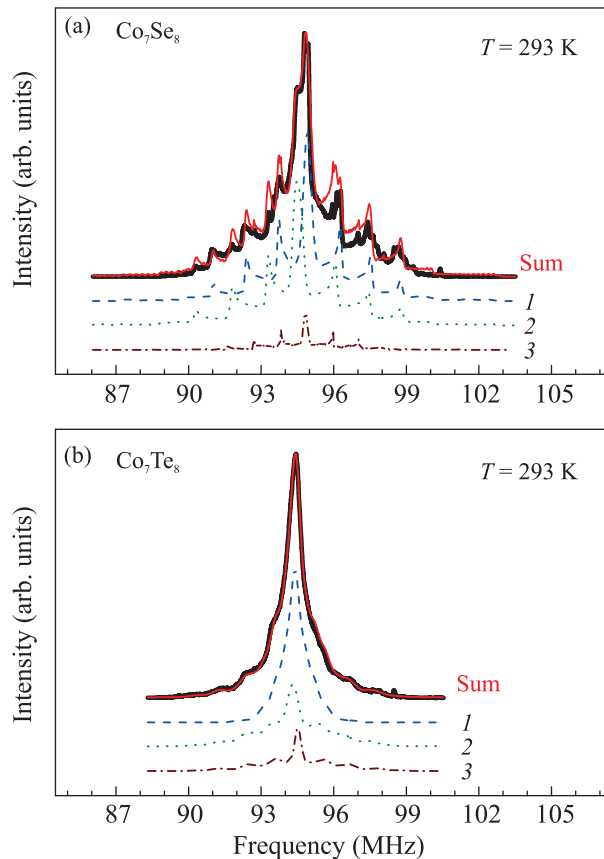 (a) Co₇Se₈ T = 293 K
Intensity (arb. units)
Sum
1
2
3
87 90 93 96 99 102 105
(b) Co₇Te₈ T = 293 K
Intensity (arb. units)
Sum
1
2
3
87 90 93 96 99 102 105
Frequency (MHz)